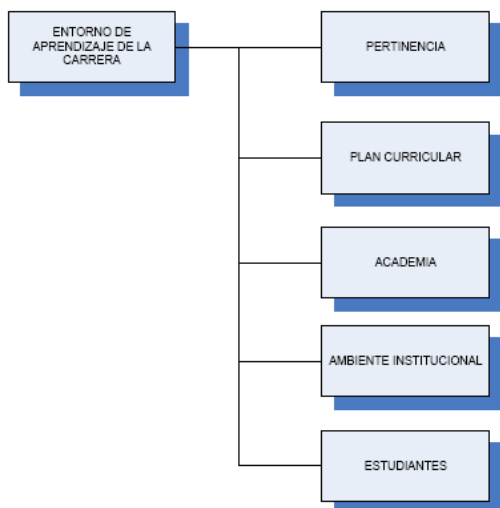 ENTORNO DE
APRENDIZAJE DE LA
CARRERA
PERTINENCIA
PLAN CURRICULAR
ACADEMIA
AMBIENTE INSTITUCIONAL
ESTUDIANTES